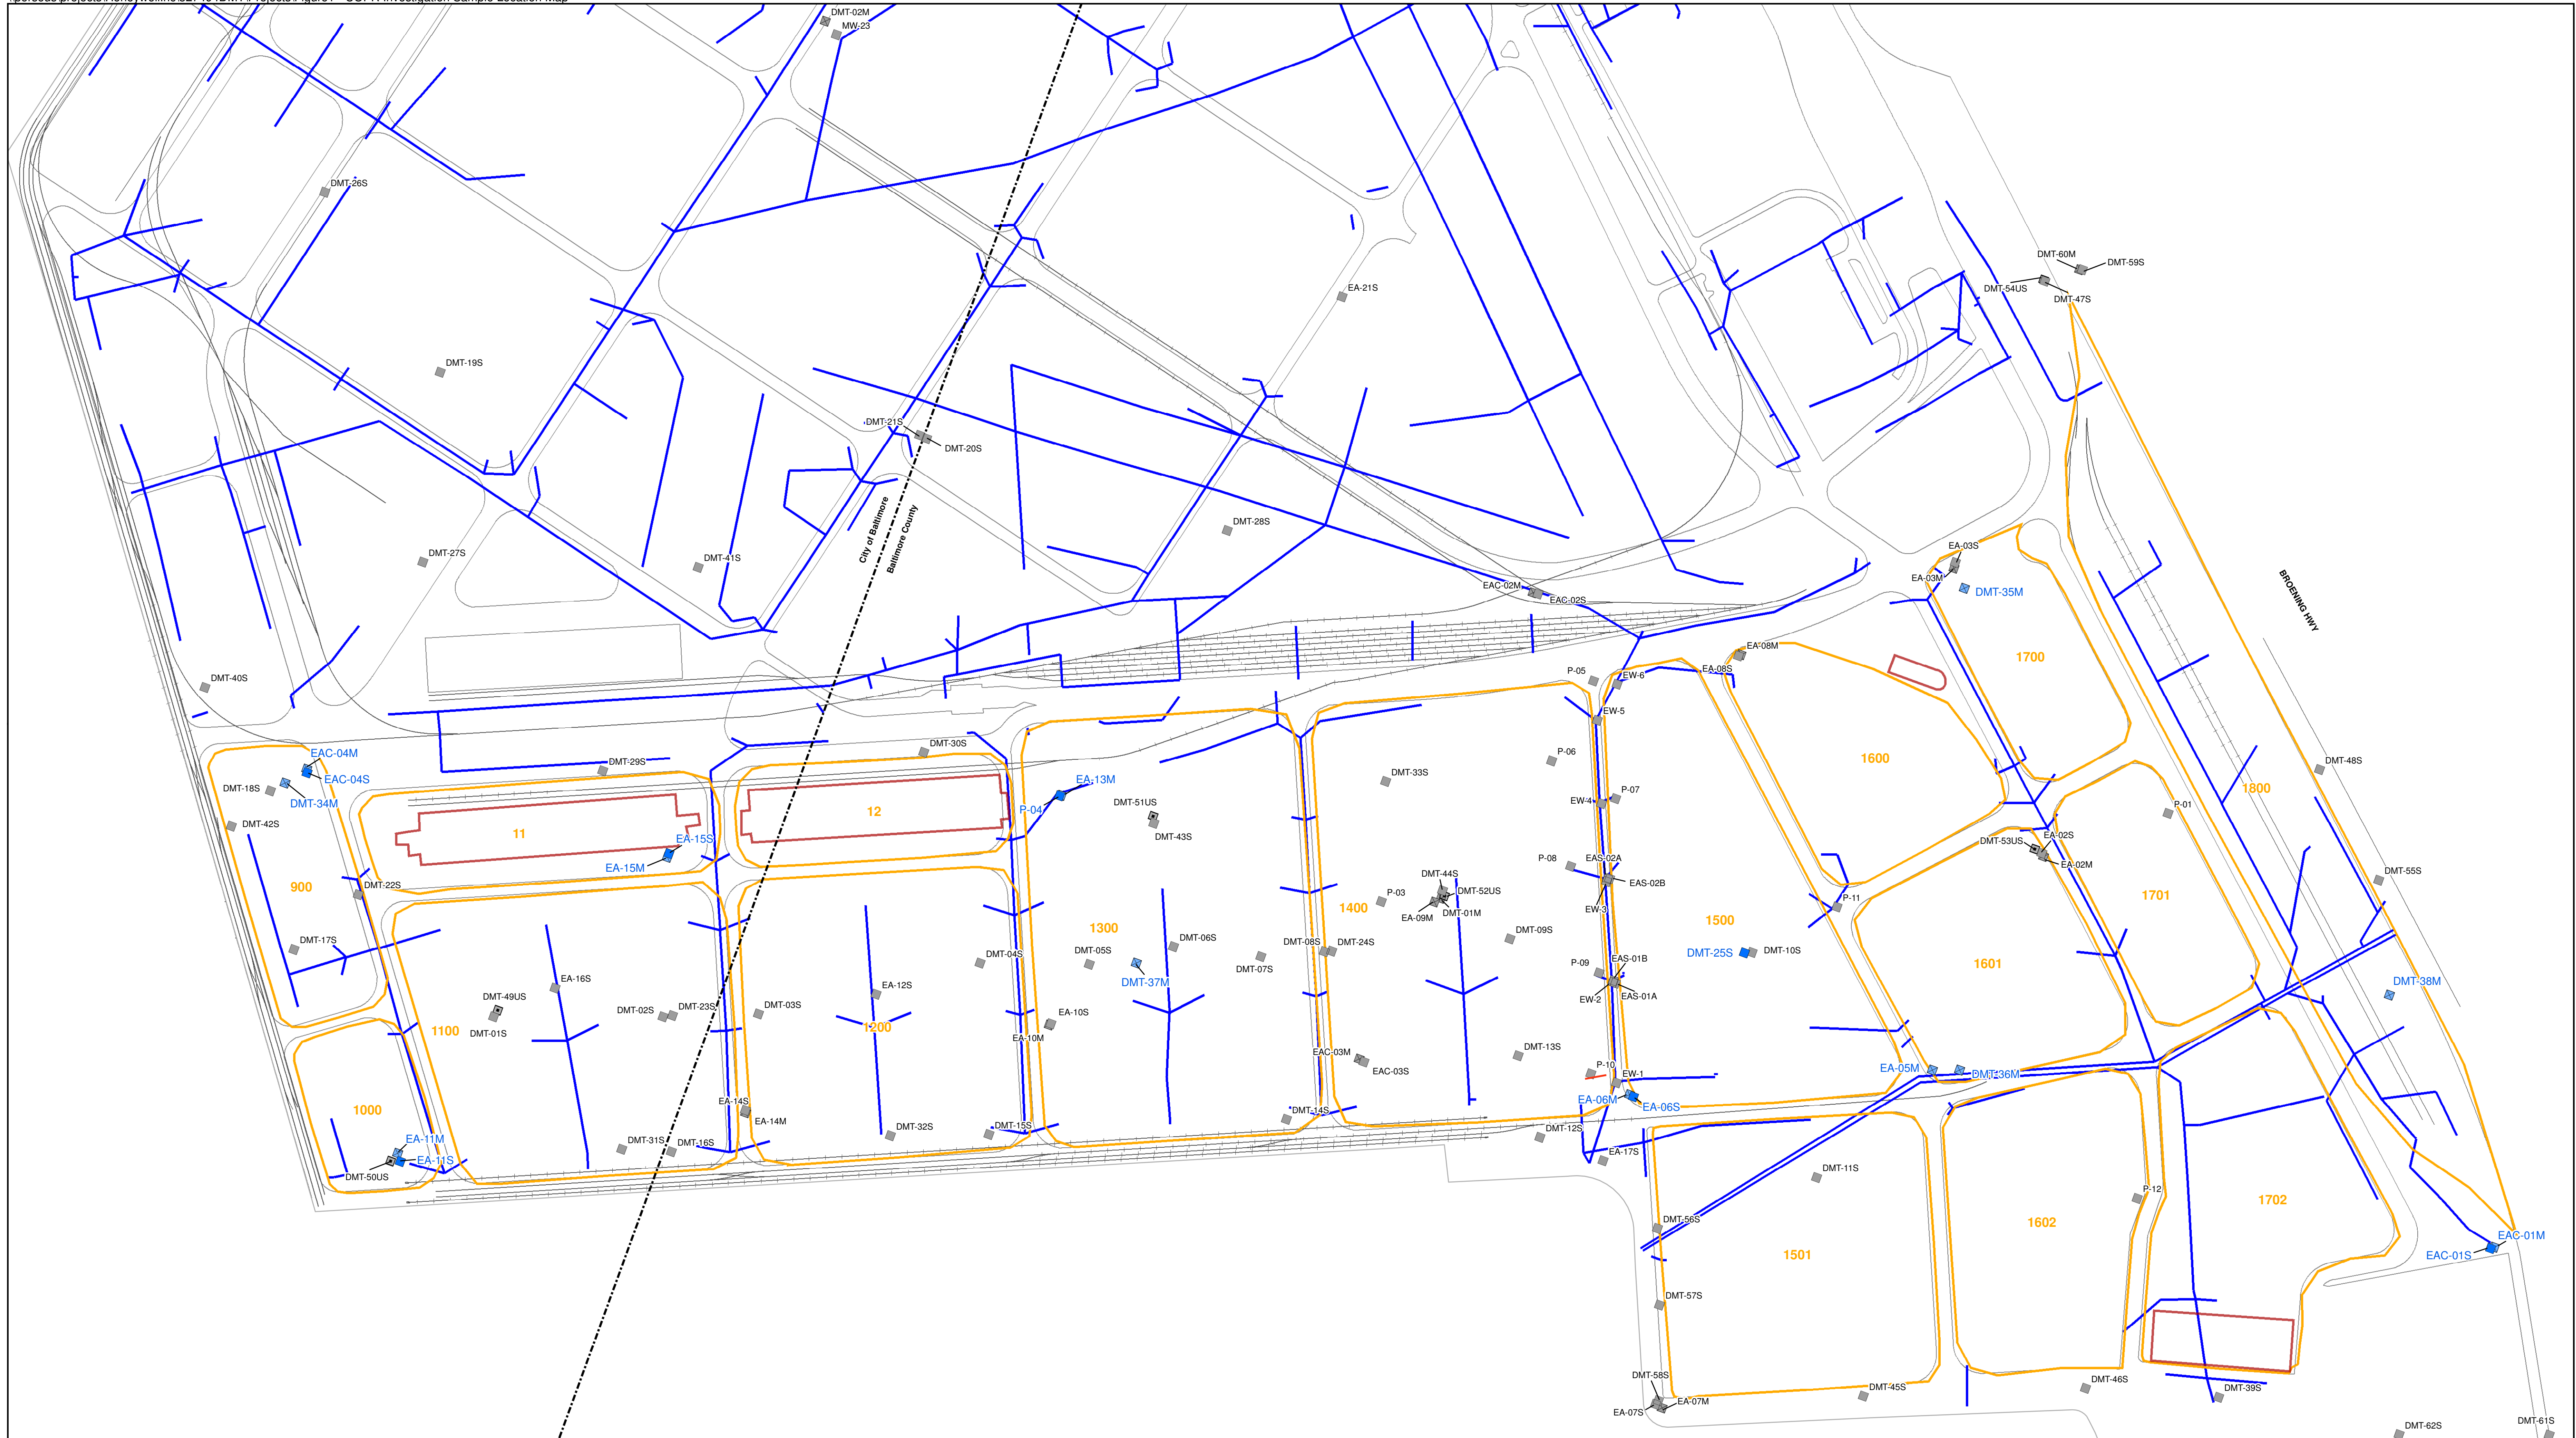 DMT-02M
MW-23
DMT-26S
DMT-60M
DMT-59S
DMT-54US
DMT-47S
EA-21S
DMT-19S
DMT-21S
DMT-20S
City of Baltimore
Baltimore County
DMT-28S
DMT-27S
DMT-41S
EA-03S
EA-03M
DMT-35M
EAC-02M
EAC-02S
BROENING HWY
EA-08M
EA-08S
1700
P-05
EW-6
DMT-40S
EW-5
EAC-04M
EAC-04S
DMT-18S
DMT-34M
DMT-29S
DMT-30S
P-06
1600
DMT-48S
DMT-33S
EA-13M
P-04
1800
DMT-51US
DMT-43S
EW-4
P-07
P-01
DMT-42S
11
12
EA-15S
EA-15M
EA-02S
DMT-53US
EA-02M
P-08
EAS-02A
EAS-02B
DMT-44S
DMT-52US
DMT-01M
EA-09M
P-03
EW-3
DMT-55S
900
DMT-22S
1400
P-11
1701
1300
1500
DMT-17S
DMT-06S
DMT-09S
DMT-08S
DMT-24S
DMT-04S
DMT-05S
DMT-07S
DMT-25S
DMT-10S
1601
DMT-37M
P-09
EAS-01B
EW-2
EAS-01A
DMT-38M
EA-16S
EA-12S
DMT-49US
DMT-01S
DMT-02S
DMT-23S
DMT-03S
1100
1200
EA-10S
EA-10M
EAC-03M
EAC-03S
DMT-13S
P-10
EW-1
EA-05M
DMT-36M
EA-06M
EA-06S
1000
EA-14S
EA-14M
DMT-14S
EA-11M
EA-11S
DMT-50US
DMT-31S
DMT-16S
DMT-32S
DMT-15S
DMT-12S
EA-17S
DMT-11S
P-12
1702
DMT-56S
1602
1501
EAC-01M
EAC-01S
DMT-57S
DMT-58S
EA-07S
EA-07M
DMT-45S
DMT-46S
DMT-39S
DMT-62S
DMT-61S